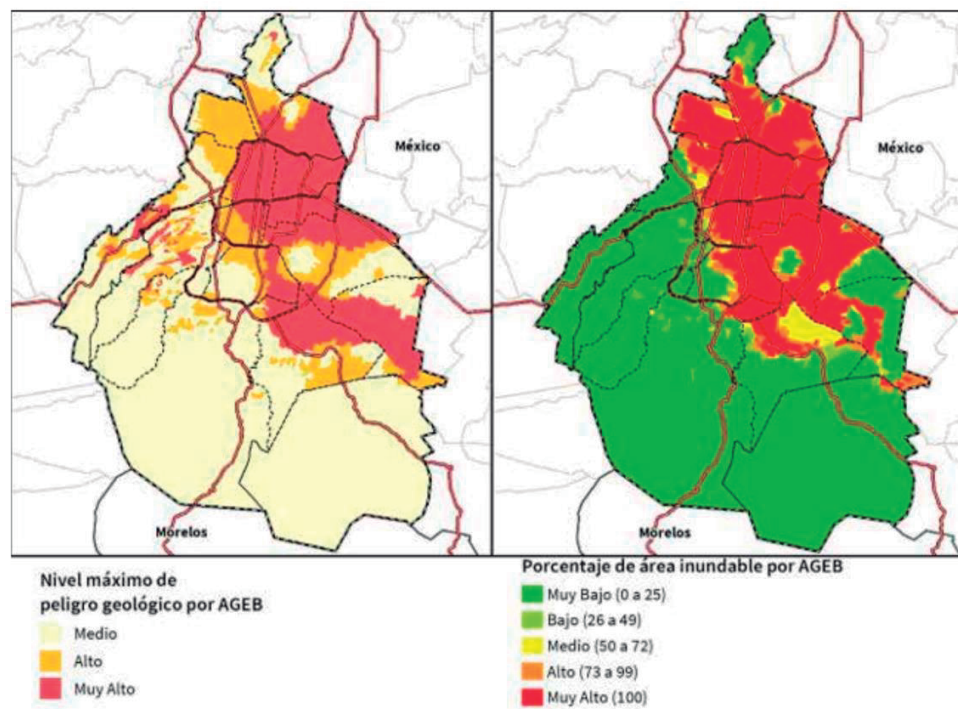 México
Morelos
México
Morelos
Nivel máximo de
peligro geológico por AGEB
Medio
Alto
Muy Alto
Porcentaje de área inundable por AGEB
Muy Bajo (0 a 25)
Bajo (26 a 49)
Medio (50 a 72)
Alto (73 a 99)
Muy Alto (100)